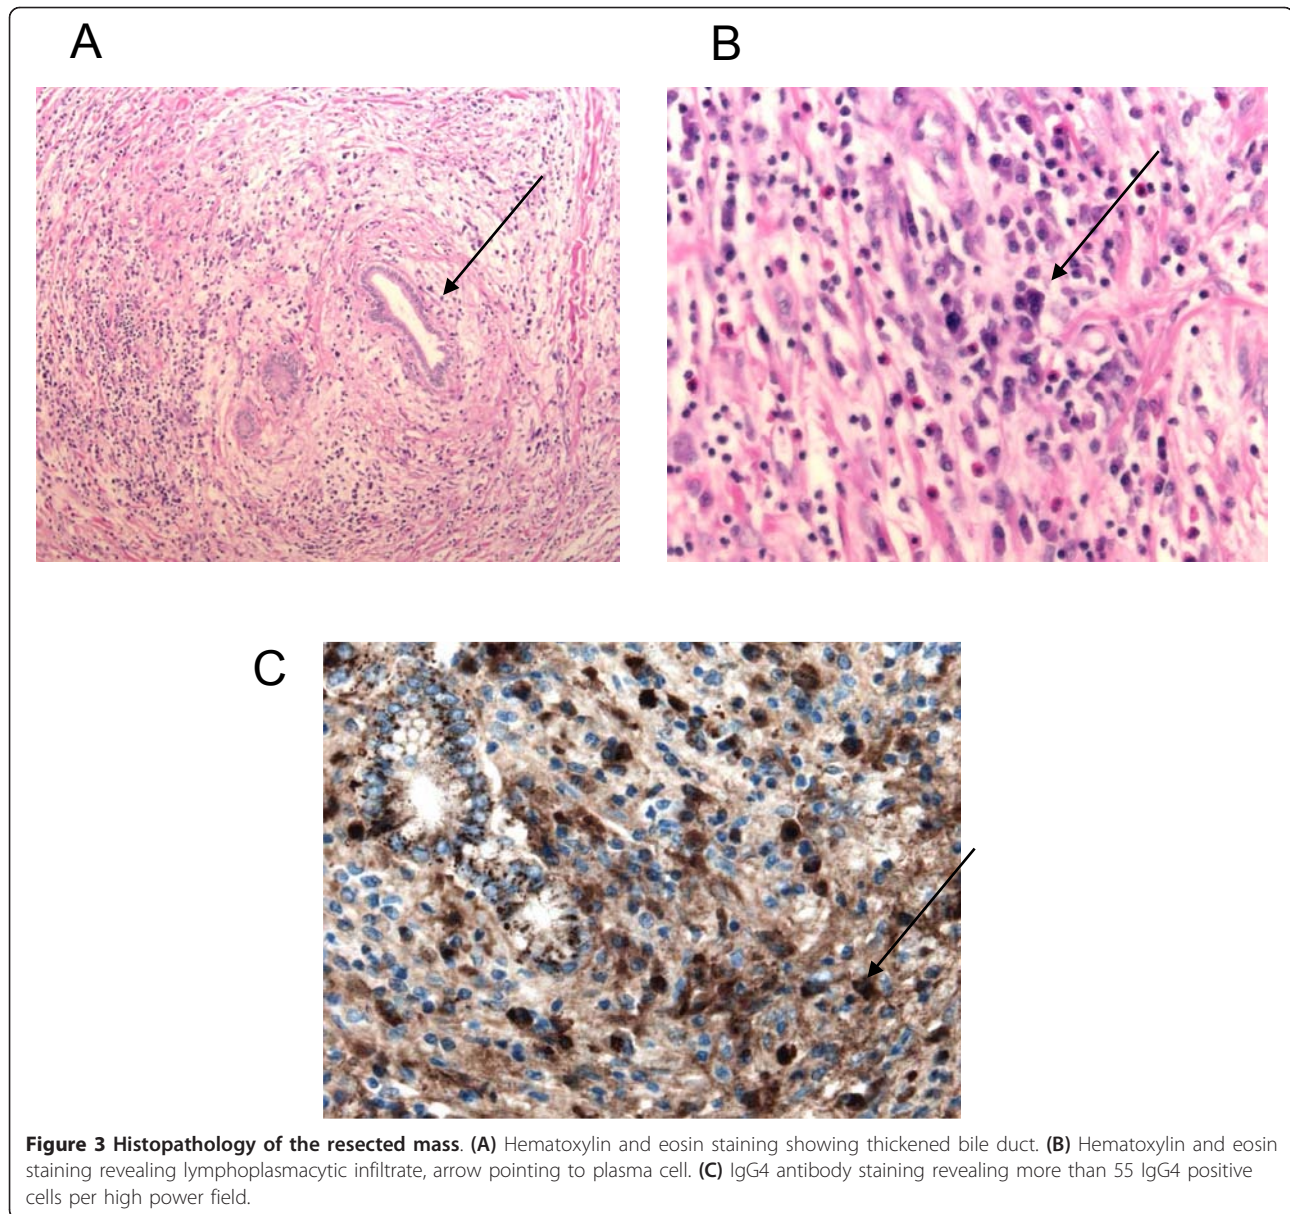 A
B
C
Figure 3 Histopathology of the resected mass. (A) Hematoxylin and eosin staining showing thickened bile duct. (B) Hematoxylin and eosin
staining revealing lymphoplasmacytic infiltrate, arrow pointing to plasma cell. (C) IgG4 antibody staining revealing more than 55 IgG4 positive
cells per high power field.